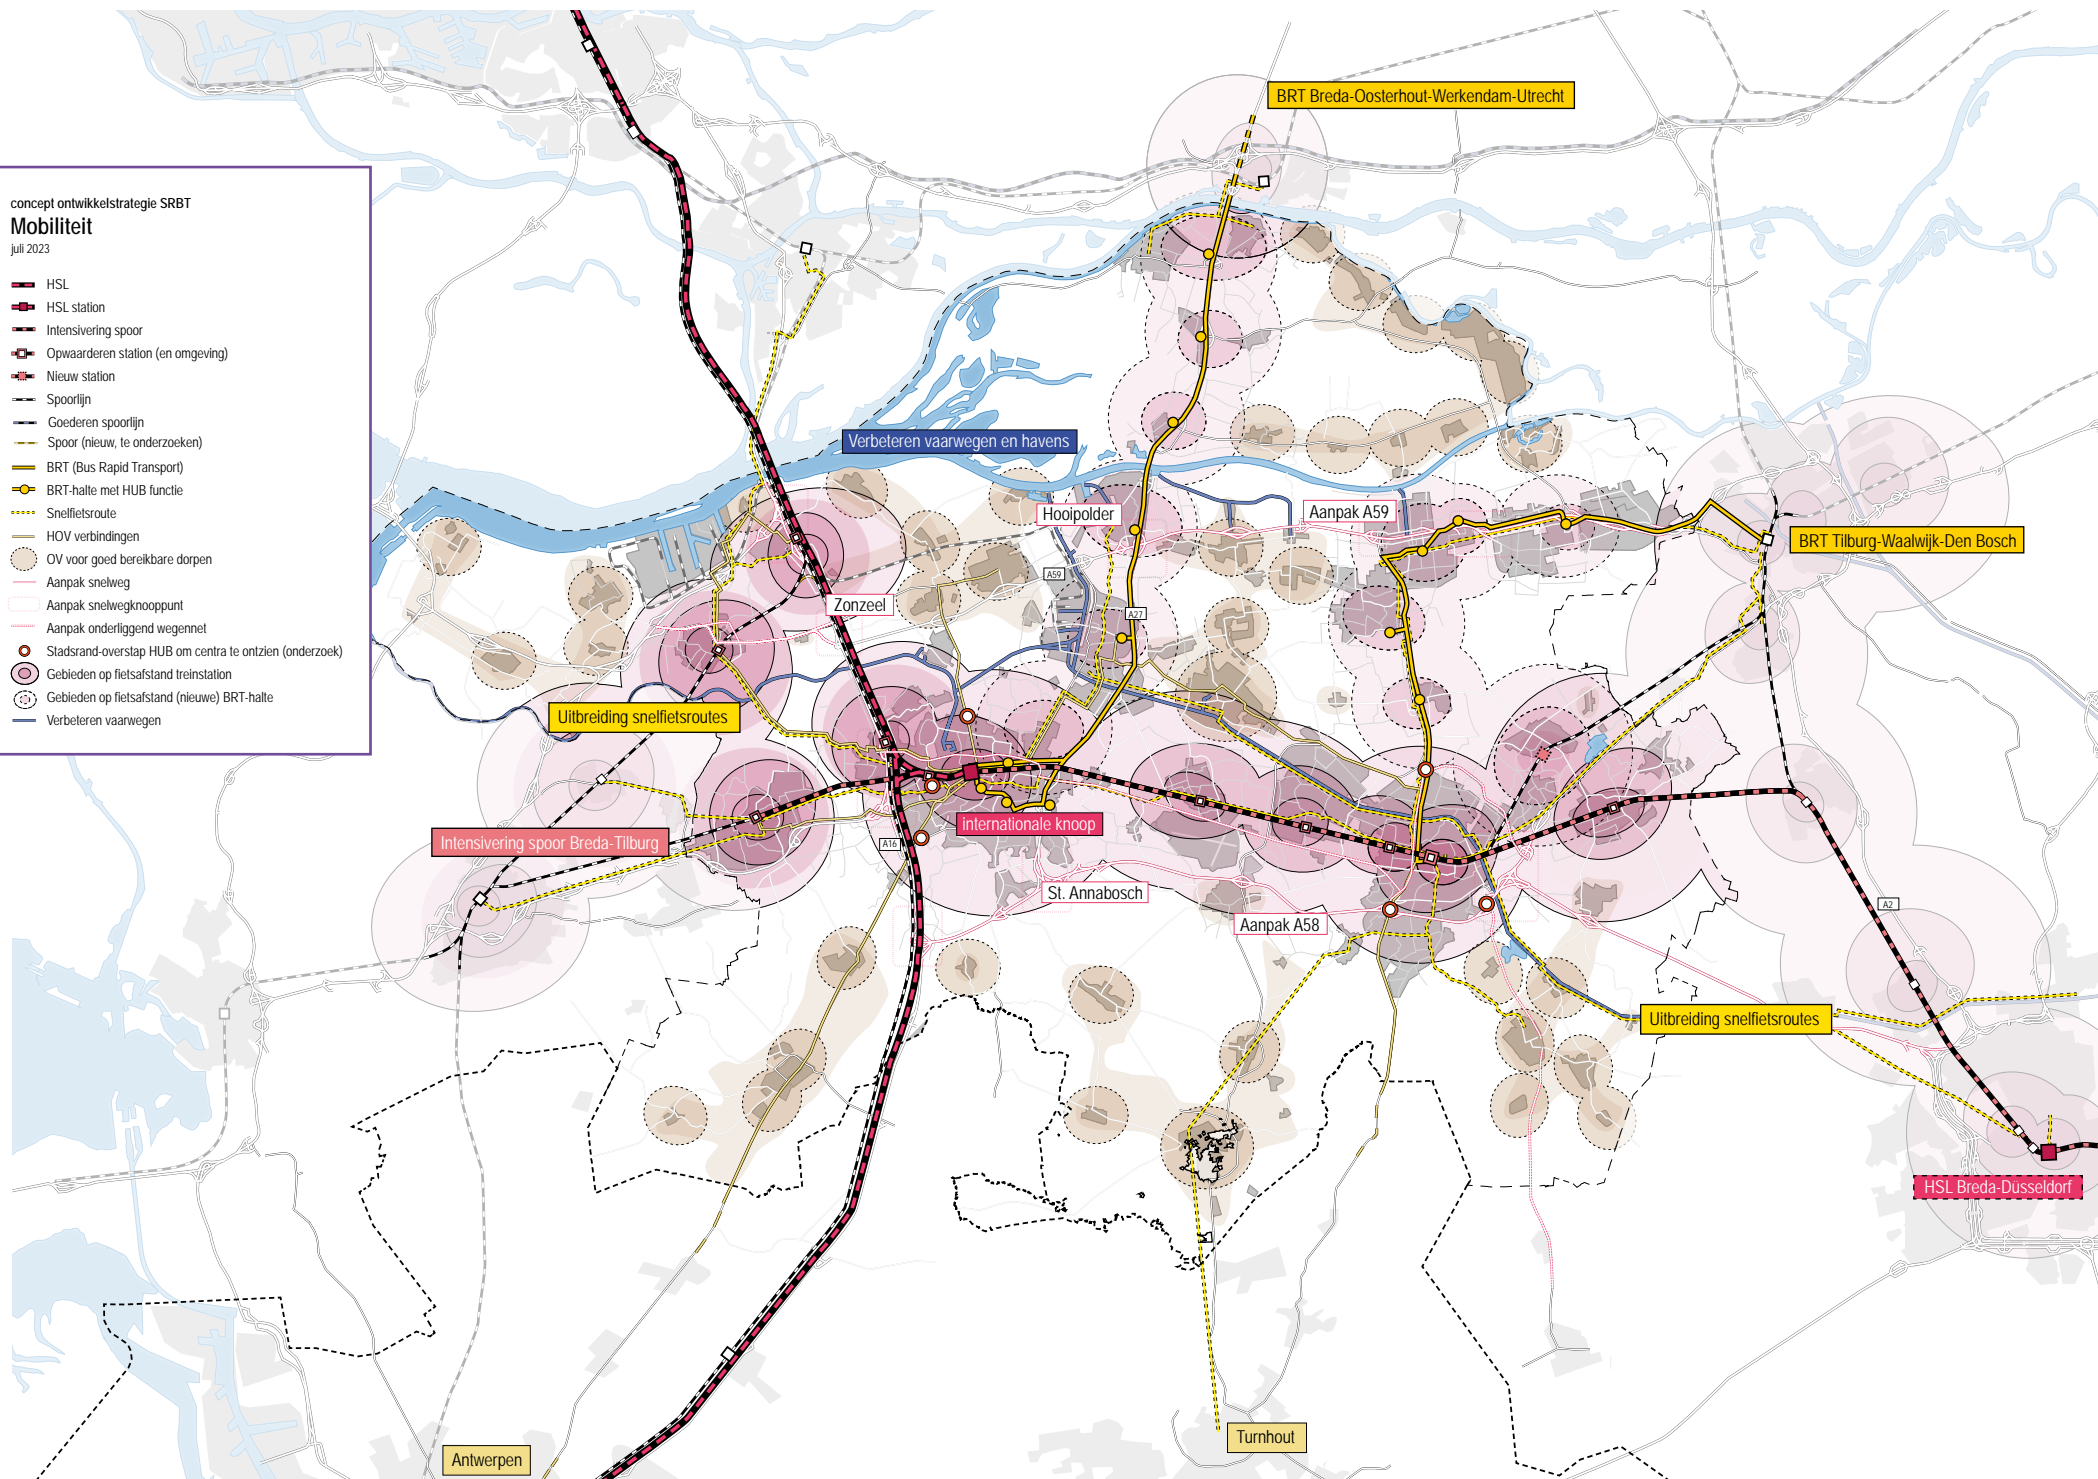 concept ontwikkelstrategie SRBT
Mobiliteit
juli 2023
HSL
HSL station
Intensivering spoor
Opwaarderen station (en omgeving)
Nieuw station
Spoorlijn
Goederen spoorlijn
Spoor (nieuw, te onderzoeken)
BRT (Bus Rapid Transport)
BRT-halte met HUB functie
Snelfietsroute
HOV verbindingen
OV voor goed bereikbare dorpen
Aanpak snelweg
Aanpak snelwegknooppunt
Aanpak onderliggend wegennet
Stadsrand-overstap HUB om centra te ontzien (onderzoek)
Gebieden op fietsafstand treinstation
Gebieden op fietsafstand (nieuwe) BRT-halte
Verbeteren vaarwegen
BRT Breda-Oosterhout-Werkendam-Utrecht
Verbeteren vaarwegen en havens
Hooipolder
Aanpak A59
BRT Tilburg-Waalwijk-Den Bosch
A59
Zonzeel
A27
Uitbreiding snelfietsroutes
internationale knoop
Intensivering spoor Breda-Tilburg
A16
St. Annabosch
Aanpak A58
A2
Uitbreiding snelfietsroutes
HSL Breda-Düsseldorf
Turnhout
Antwerpen